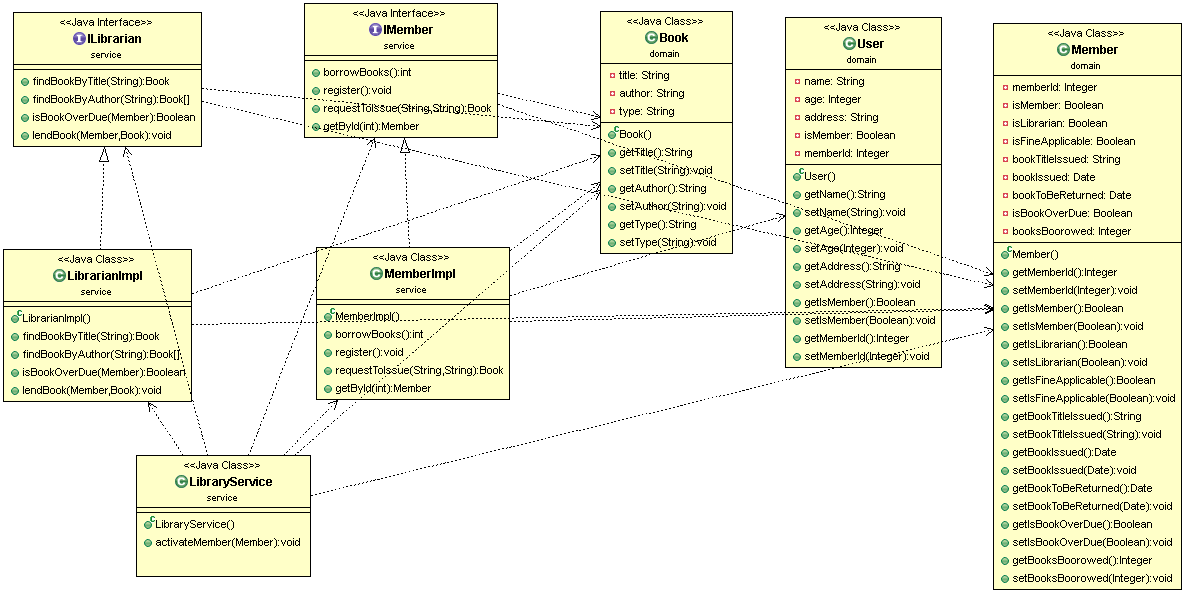 <<Java Interface>>
ILibrarian
service
findBookByTitle(String):Book
findBookByAuthor(String):Book[]
isBookOverDue(Member):Boolean
lendBook(Member,Book):void
<<Java Interface>>
IMember
service
borrowBooks():int
register():void
requestToIssue(String,String):Book
getById(int):Member
<<Java Class>>
Book
domain
title: String
author: String
type: String
Book()
getTitle():String
setTitle(String):void
getAuthor():String
setAuthor(String):void
getType():String
setType(String):void
<<Java Class>>
User
domain
name: String
age: Integer
address: String
isMember: Boolean
memberId: Integer
User()
getName():String
setName(String):void
getAge():Integer
setAge(Integer):void
getAddress():String
setAddress(String):void
getIsMember():Boolean
setIsMember(Boolean):void
getMemberId():Integer
setMemberId(Integer):void
<<Java Class>>
Member
domain
memberId: Integer
isMember: Boolean
isLibrarian: Boolean
isFineApplicable: Boolean
bookTitleIssued: String
bookIssued: Date
bookToBeReturned: Date
isBookOverDue: Boolean
booksBoorowed: Integer
Member()
getMemberId():Integer
setMemberId(Integer):void
getIsMember():Boolean
setIsMember(Boolean):void
getIsLibrarian():Boolean
setIsLibrarian(Boolean):void
getIsFineApplicable():Boolean
setIsFineApplicable(Boolean):void
getBookTitleIssued():String
setBookTitleIssued(String):void
getBookIssued():Date
setBookIssued(Date):void
getBookToBeReturned():Date
setBookToBeReturned(Date):void
getIsBookOverDue():Boolean
setIsBookOverDue(Boolean):void
getBooksBoorowed():Integer
setBooksBoorowed(Integer):void
<<Java Class>>
LibrarianImpl
service
LibrarianImpl()
findBookByTitle(String):Book
findBookByAuthor(String):Book[]
isBookOverDue(Member):Boolean
lendBook(Member,Book):void
<<Java Class>>
MemberImpl
service
MemberImpl()
borrowBooks():int
register():void
requestToIssue(String,String):Book
getById(int):Member
<<Java Class>>
LibraryService
service
LibraryService()
activateMember(Member):void